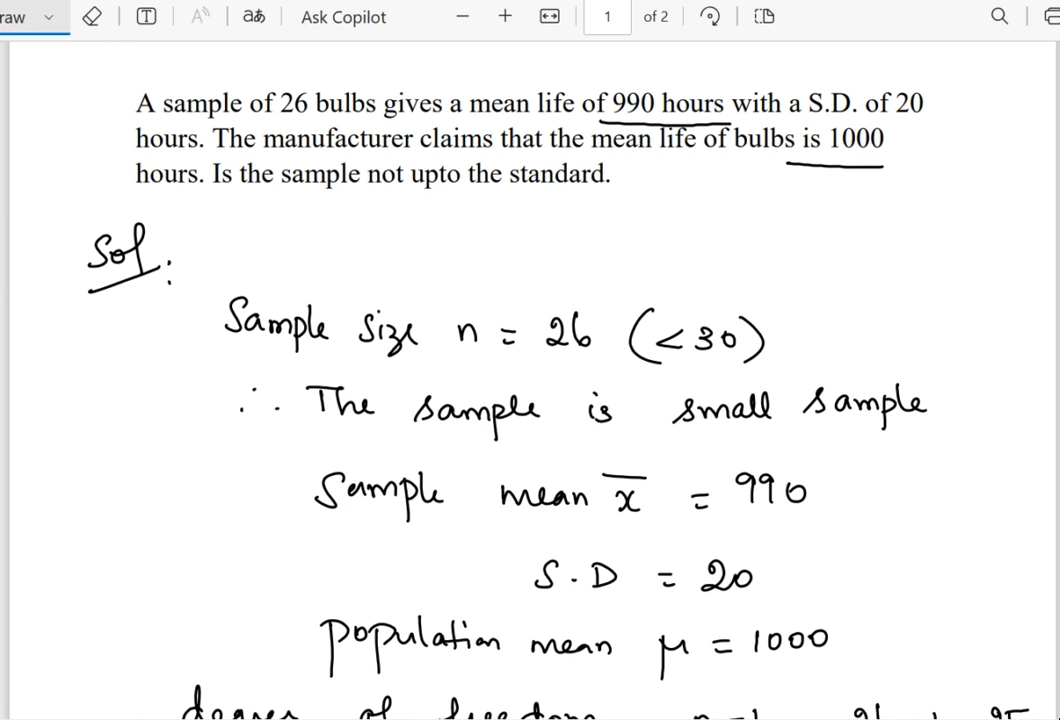 raw
T
A
aあ
Ask Copilot
1
of 2
A sample of 26 bulbs gives a mean life of 990 hours with a S.D. of 20
hours. The manufacturer claims that the mean life of bulbs is 1000
hours. Is the sample not upto the standard.
Sol:
Sample size n = 26 (<30)
∴ The sample is small sample
Sample mean x̄ = 990
S.D = 20
population mean μ = 1000